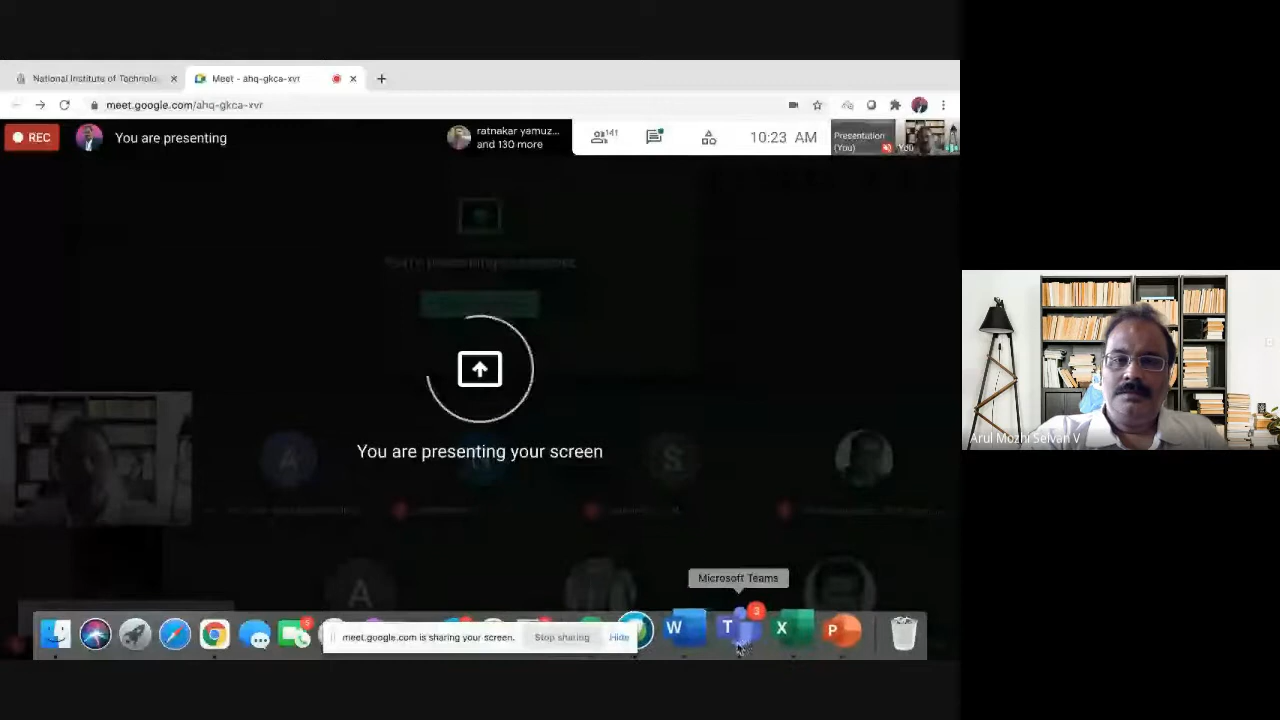 National Institute of Technolo
Meet - ahq-gkca-xvr
meet.google.com/ahq-gkca-xvr
REC
You are presenting
ratnakar yamuz...
and 130 more
141
10:23 AM
Presentation
(You)
You
You are presenting your screen
A
S
A
Arul Mozhi Selvan V
Microsoft Teams
3
W
T
X
P
meet.google.com is sharing your screen.
Stop sharing
Hide